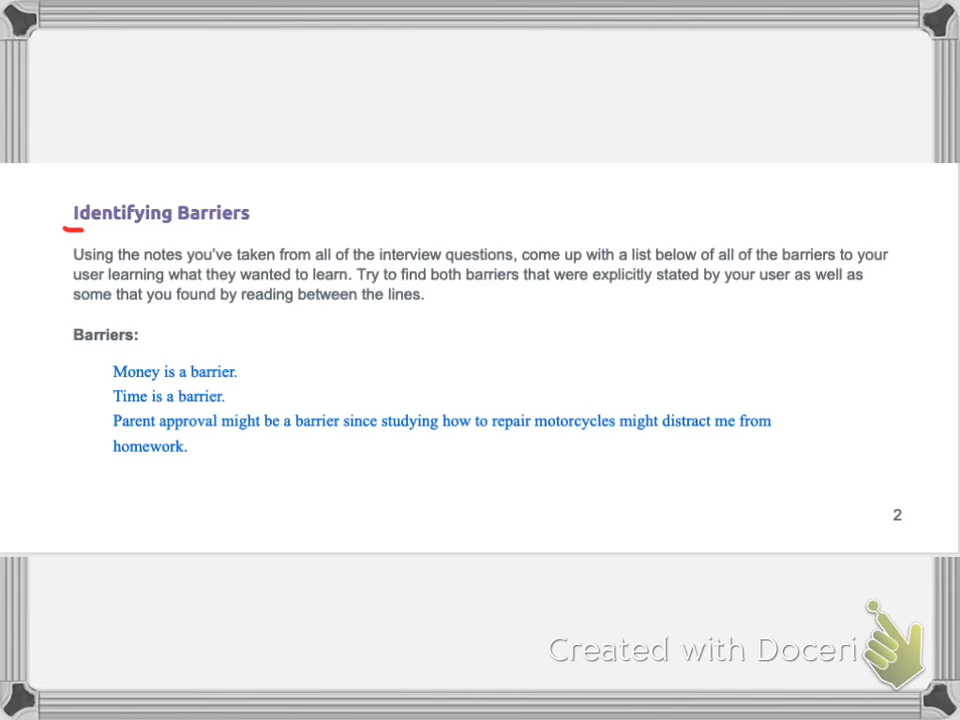 Identifying Barriers
Using the notes you've taken from all of the interview questions, come up with a list below of all of the barriers to your
user learning what they wanted to learn. Try to find both barriers that were explicitly stated by your user as well as
some that you found by reading between the lines.
Barriers:
Money is a barrier.
Time is a barrier.
Parent approval might be a barrier since studying how to repair motorcycles might distract me from
homework.
2
Created with Doceri